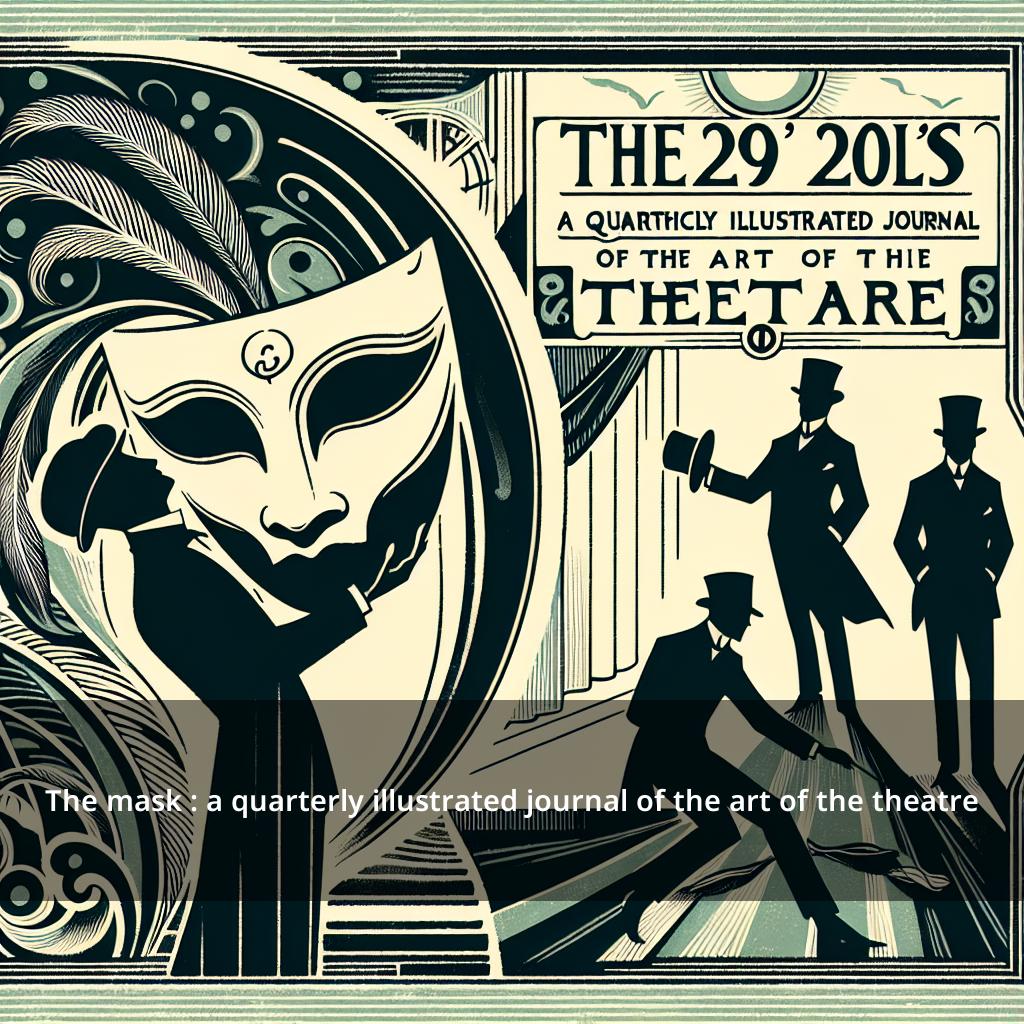 THE 29' 20L'S
A QUARTHCLY ILLUSTRATED JOURNAL
OF THE ART OF THIE
THEETARE
The mask : a quarterly illustrated journal of the art of the theatre